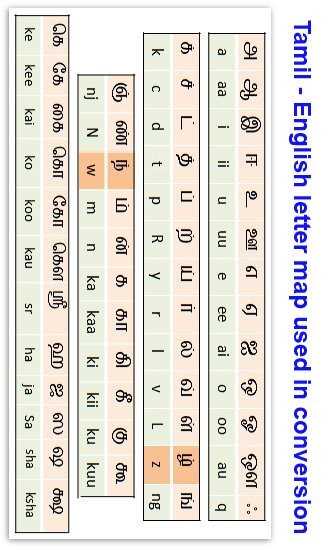 Tamil - English letter map used in conversion
அ ஆ இ ஈ உ ஊ எ ஏ ஐ ஒ ஓ ஔ ஃ
a aa i ii u uu e ee ai o oo au q
க் ச் ட் த் ப் ற் ய் ர் ல் வ் ள் ழ் ங்
k c d t p R y r l v L z ng
ஞ் ண் ந் ம் ன் க கா கி கீ கு கூ
nj N w m n ka kaa ki kii ku kuu
கெ கே கை கொ கோ கௌ ஸ்ரீ ஹ ஜ ஸ ஷ க்ஷ
ke kee kai ko koo kau sr ha ja Sa sha ksha